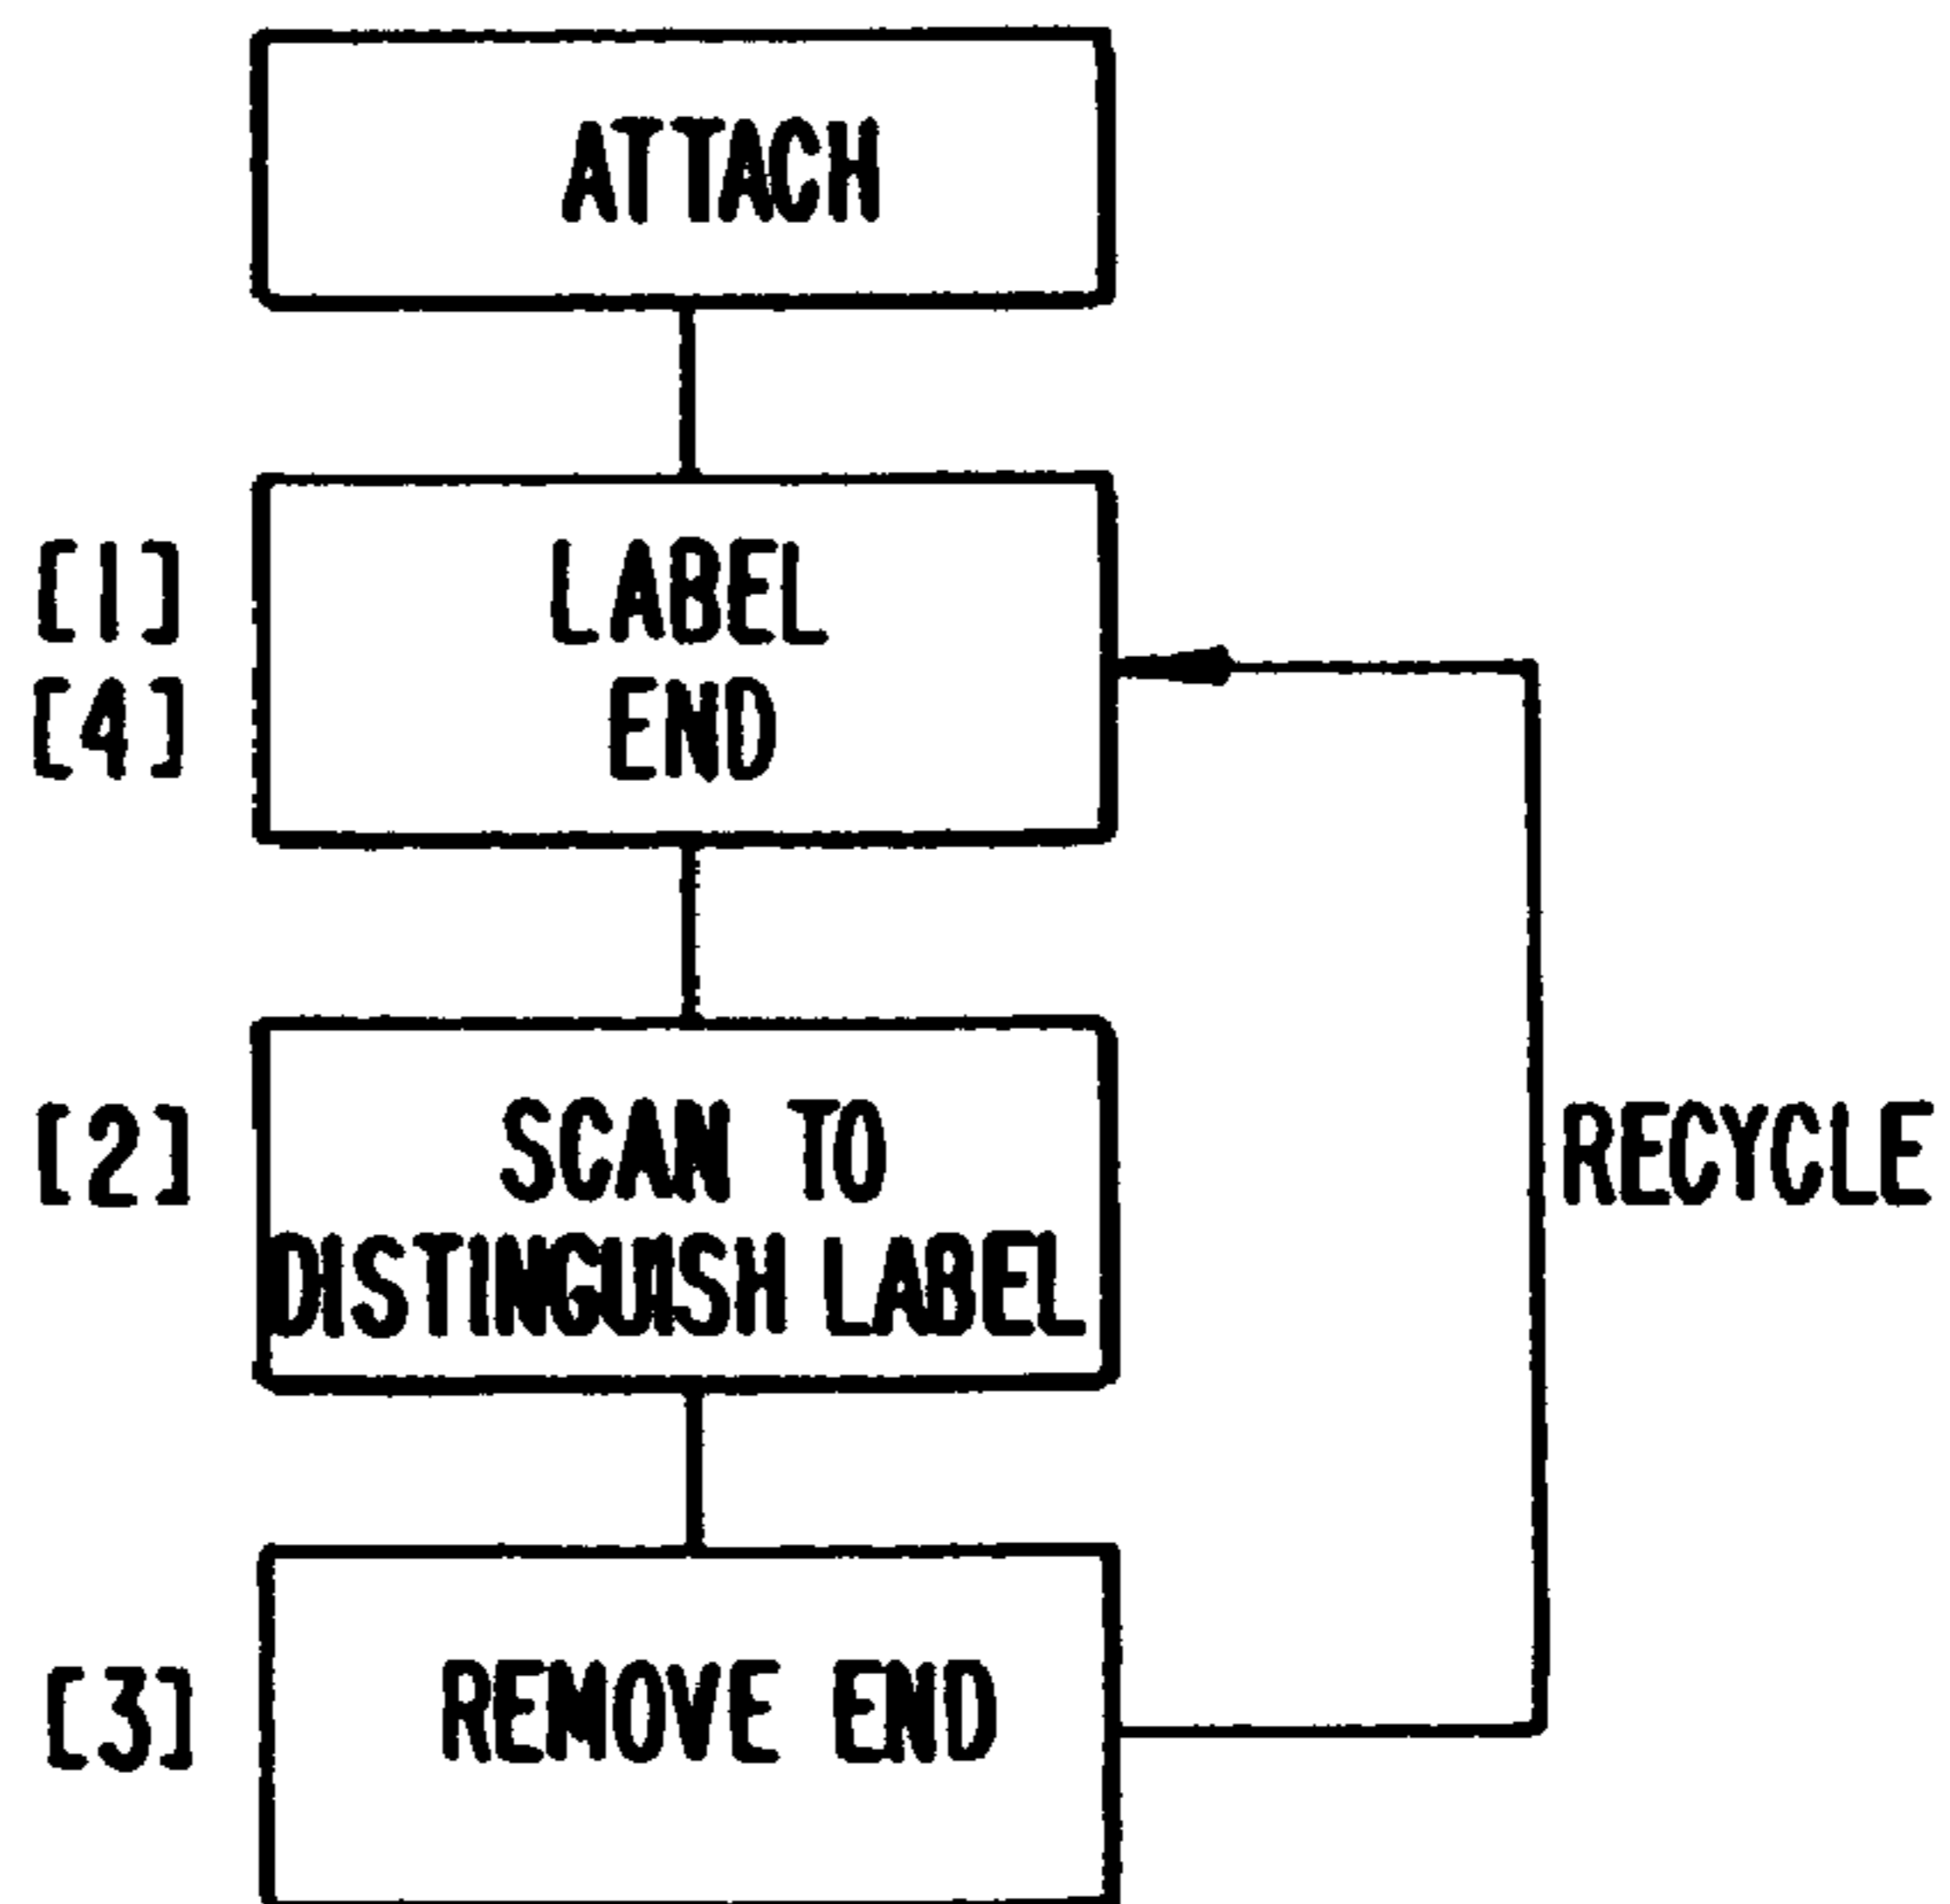 ATTACH
[1] LABEL
[4] END
[2] SCAN TO
DISTINGUISH LABEL
RECYCLE
[3] REMOVE END